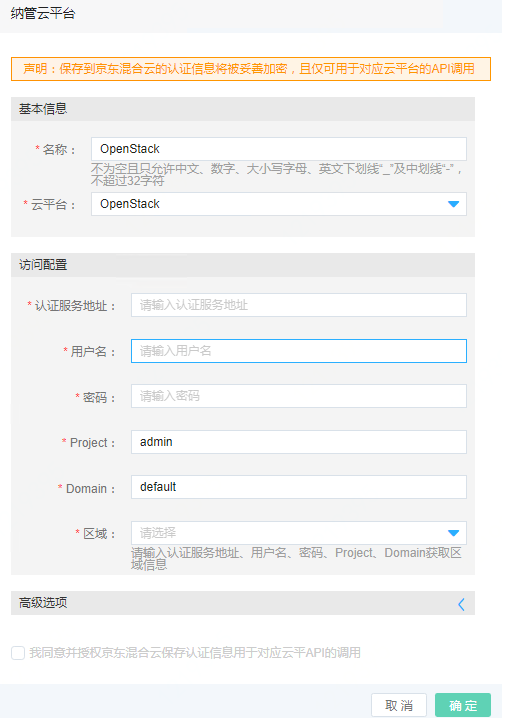 纳管云平台
声明：保存到京东混合云的认证信息将被妥善加密，且仅可用于对应云平台的API调用
基本信息
* 名称： OpenStack
不为空且只允许中文、数字、大小写字母、英文下划线“_”及中划线“-”，
不超过32字符
* 云平台： OpenStack
访问配置
* 认证服务地址： 请输入认证服务地址
* 用户名： 请输入用户名
* 密码： 请输入密码
* Project： admin
* Domain： default
* 区域： 请选择
请输入认证服务地址、用户名、密码、Project、Domain获取区
域信息
高级选项
我同意并授权京东混合云保存认证信息用于对应云平API的调用
取 消 确 定